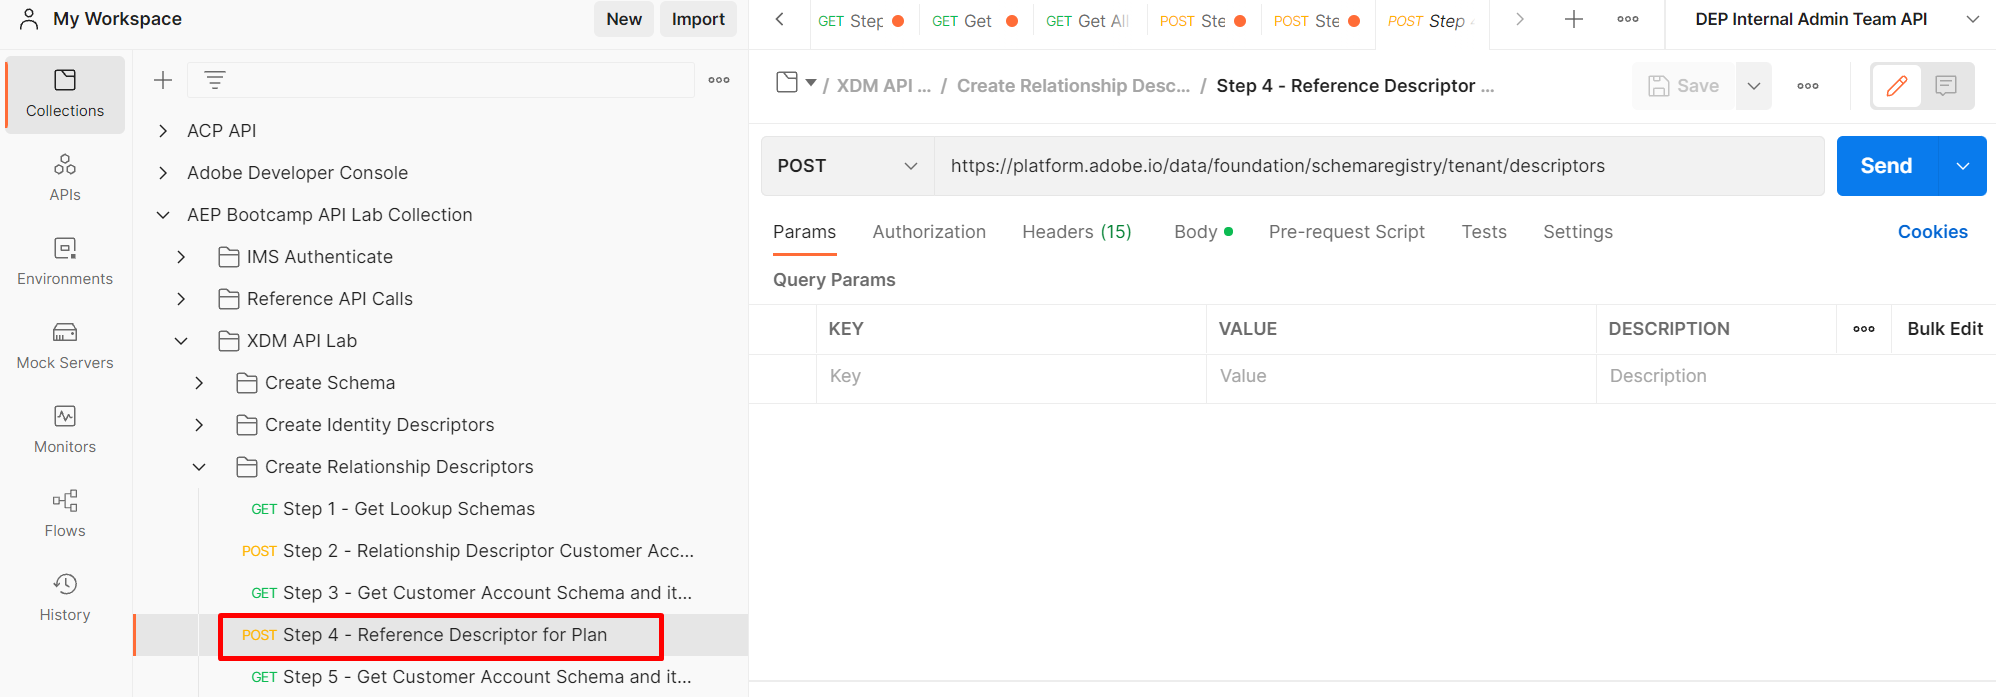 My Workspace
New
Import
Collections
APIs
Environments
Mock Servers
Monitors
Flows
History
ACP API
Adobe Developer Console
AEP Bootcamp API Lab Collection
IMS Authenticate
Reference API Calls
XDM API Lab
Create Schema
Create Identity Descriptors
Create Relationship Descriptors
GET Step 1 - Get Lookup Schemas
POST Step 2 - Relationship Descriptor Customer Acc...
GET Step 3 - Get Customer Account Schema and it...
POST Step 4 - Reference Descriptor for Plan
GET Step 5 - Get Customer Account Schema and it...
GET Step
GET Get
GET Get All
POST Ste
POST Ste
POST Step
DEP Internal Admin Team API
/ XDM API ... / Create Relationship Desc... / Step 4 - Reference Descriptor ...
Save
POST
https://platform.adobe.io/data/foundation/schemaregistry/tenant/descriptors
Send
Params Authorization Headers (15) Body Pre-request Script Tests Settings Cookies
Query Params
KEY VALUE DESCRIPTION Bulk Edit
Key Value Description